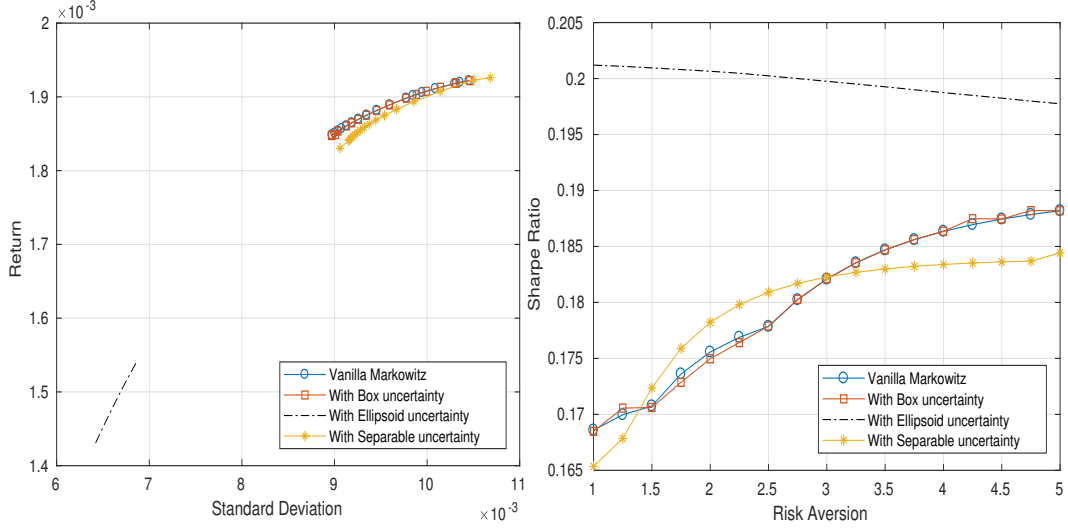 2 ×10⁻³
1.9
1.8
1.7
1.6
1.5
1.4
Return
6 7 8 9 10 11
Standard Deviation ×10⁻³
Vanilla Markowitz
With Box uncertainty
With Ellipsoid uncertainty
With Separable uncertainty
0.205
0.2
0.195
0.19
0.185
0.18
0.175
0.17
0.165
Sharpe Ratio
1 1.5 2 2.5 3 3.5 4 4.5 5
Risk Aversion
Vanilla Markowitz
With Box uncertainty
With Ellipsoid uncertainty
With Separable uncertainty